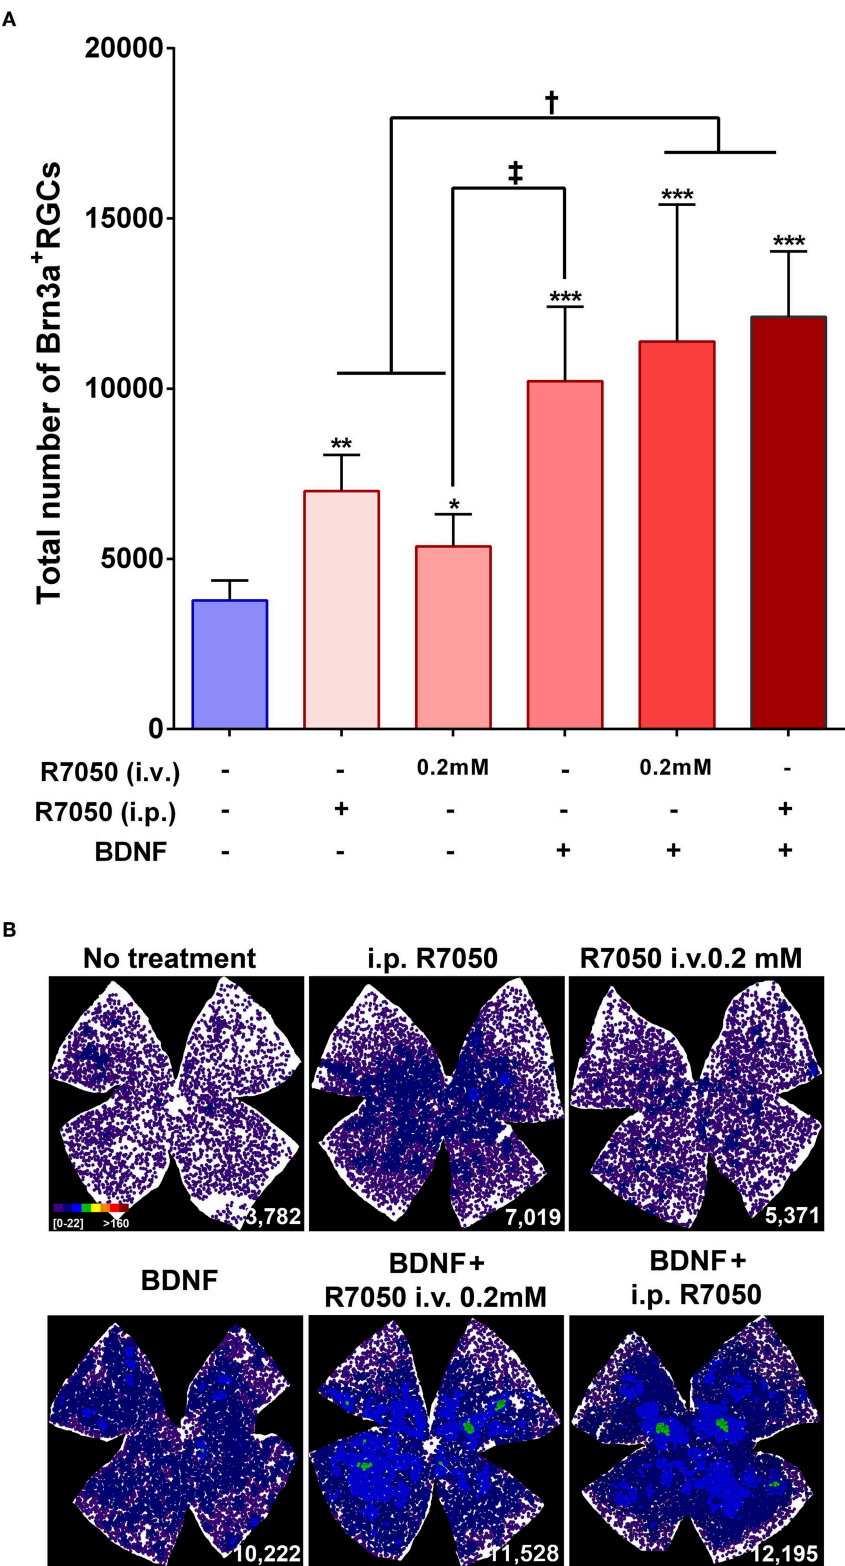 A
20000
15000
10000
5000
0
Total number of Brn3a+RGCs
†
‡
***
***
***
**
*
R7050 (i.v.) - - 0.2mM - 0.2mM -
R7050 (i.p.) - + - - - +
BDNF - - - + + +
B
No treatment
i.p. R7050
R7050 i.v.0.2 mM
[0-22] >160
3,782
7,019
5,371
BDNF
BDNF+
R7050 i.v. 0.2mM
BDNF+
i.p. R7050
10,222
11,528
12,195